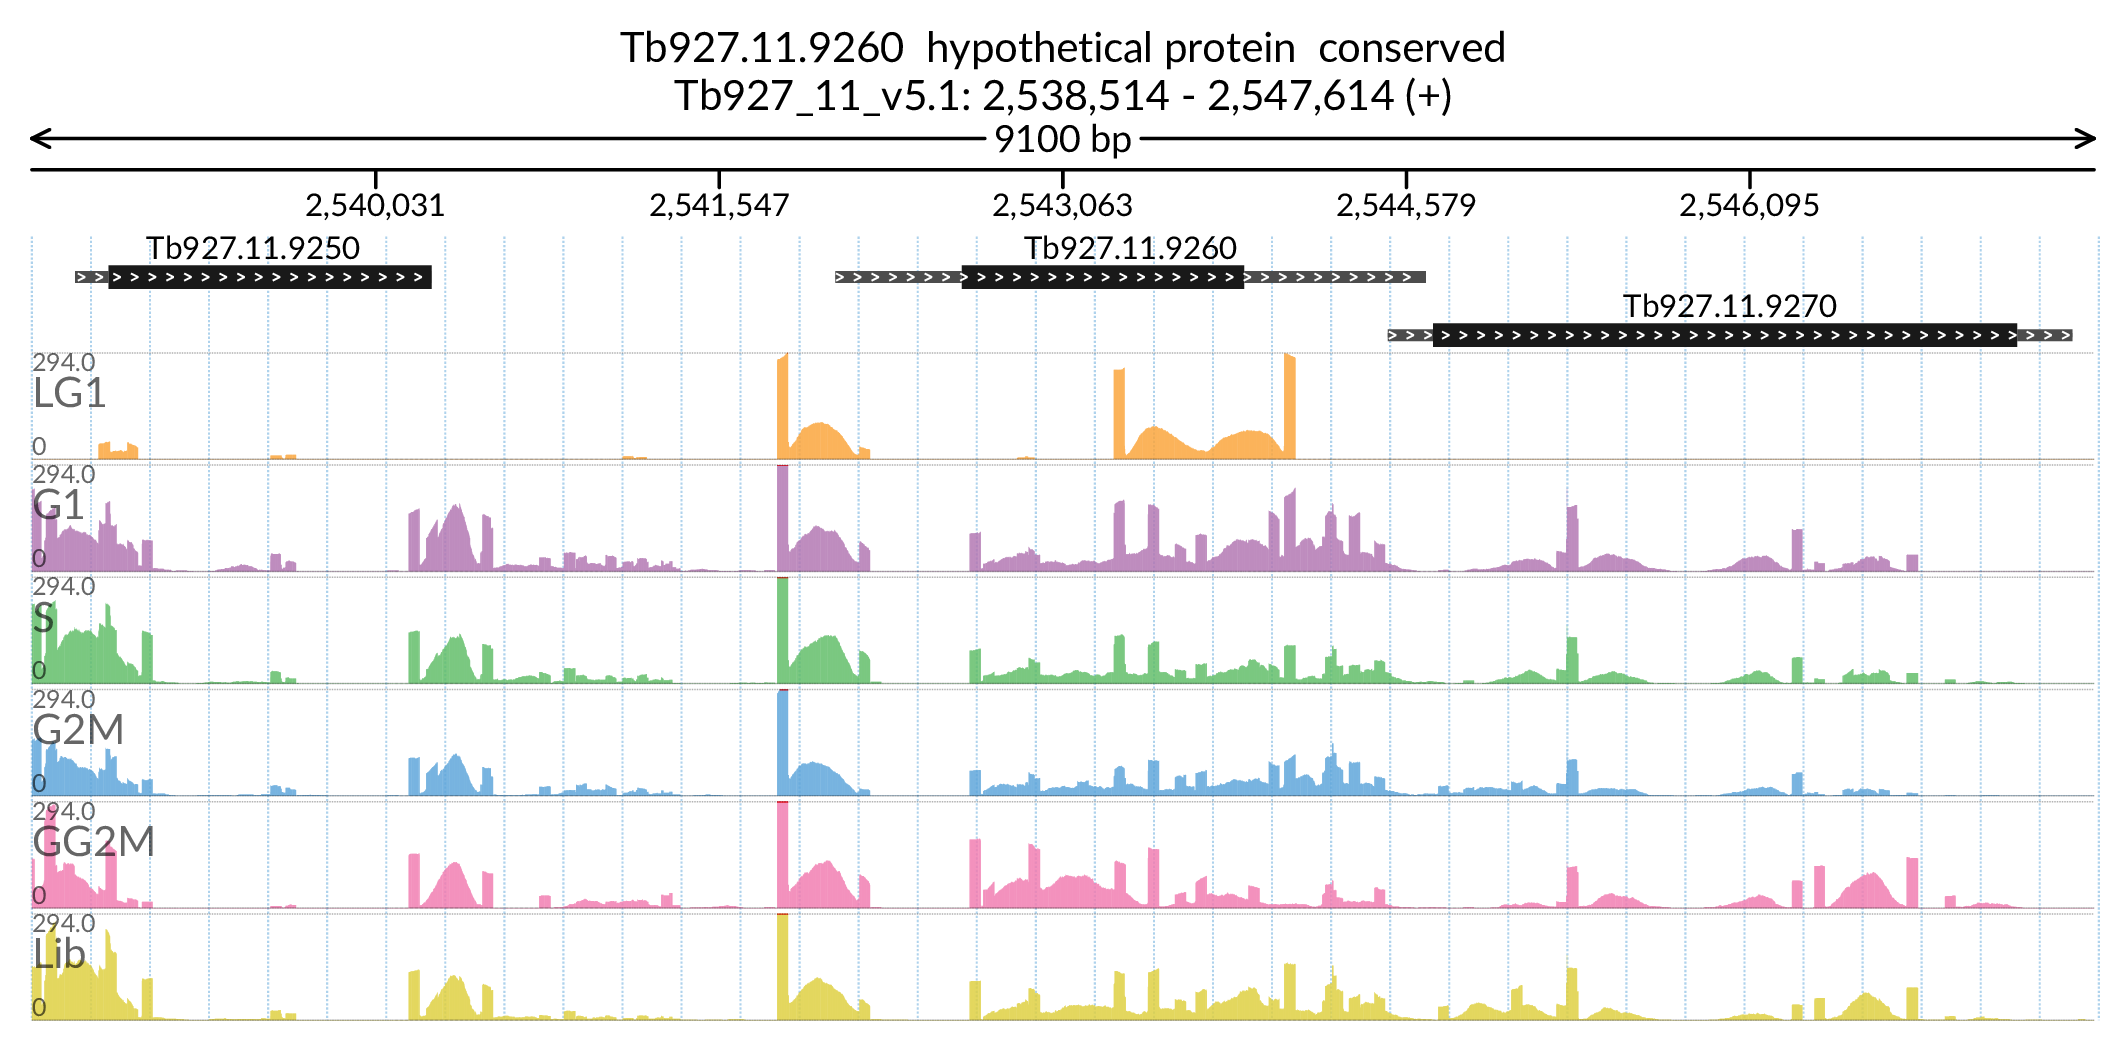 Tb927.11.9260  hypothetical protein  conserved
Tb927_11_v5.1: 2,538,514 - 2,547,614 (+)
9100 bp
2,540,031 2,541,547 2,543,063 2,544,579 2,546,095
Tb927.11.9250 Tb927.11.9260
Tb927.11.9270
294.0
LG1
0
294.0
G1
0
294.0
S
0
294.0
G2M
0
294.0
GG2M
0
294.0
Lib
0